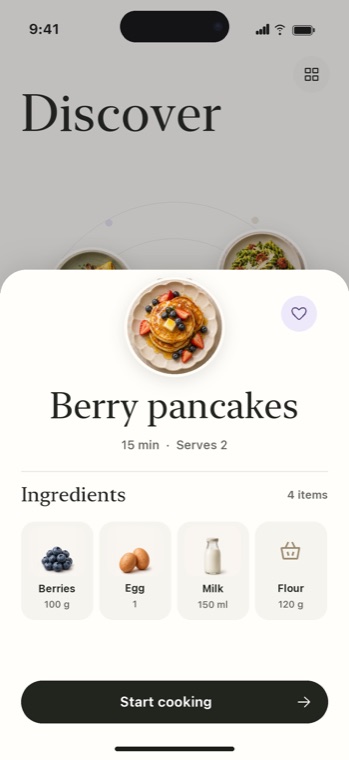 9:41
Discover
Berry pancakes
15 min · Serves 2
Ingredients
4 items
Berries
100 g
Egg
1
Milk
150 ml
Flour
120 g
Start cooking